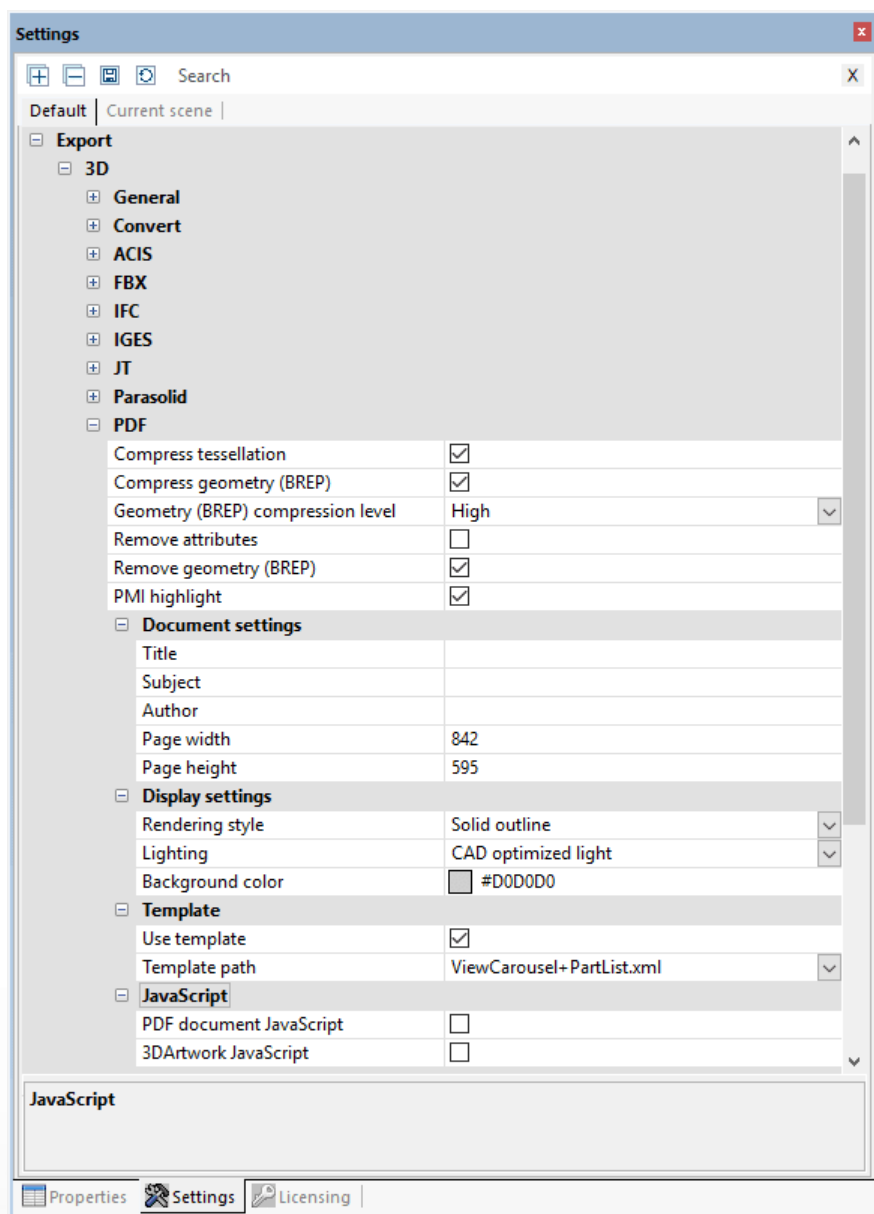 Settings
Search X
Default Current scene
Export
3D
General
Convert
ACIS
FBX
IFC
IGES
JT
Parasolid
PDF
Compress tessellation
Compress geometry (BREP)
Geometry (BREP) compression level High
Remove attributes
Remove geometry (BREP)
PMI highlight
Document settings
Title
Subject
Author
Page width 842
Page height 595
Display settings
Rendering style Solid outline
Lighting CAD optimized light
Background color #D0D0D0
Template
Use template
Template path ViewCarousel+PartList.xml
JavaScript
PDF document JavaScript
3DArtwork JavaScript
JavaScript
Properties Settings Licensing